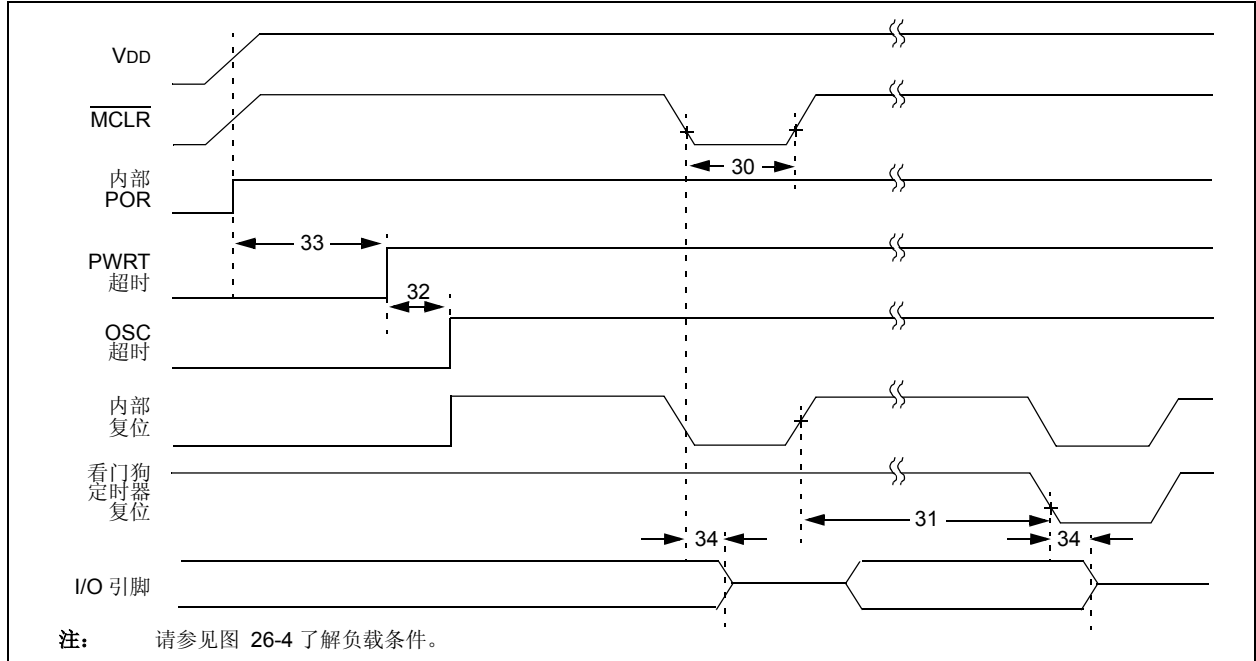 VDD
MCLR
30
内部
POR
33
PWRT
超时
32
OSC
超时
内部
复位
看门狗
定时器
复位
31
34
34
I/O 引脚
注： 请参见图 26-4 了解负载条件。